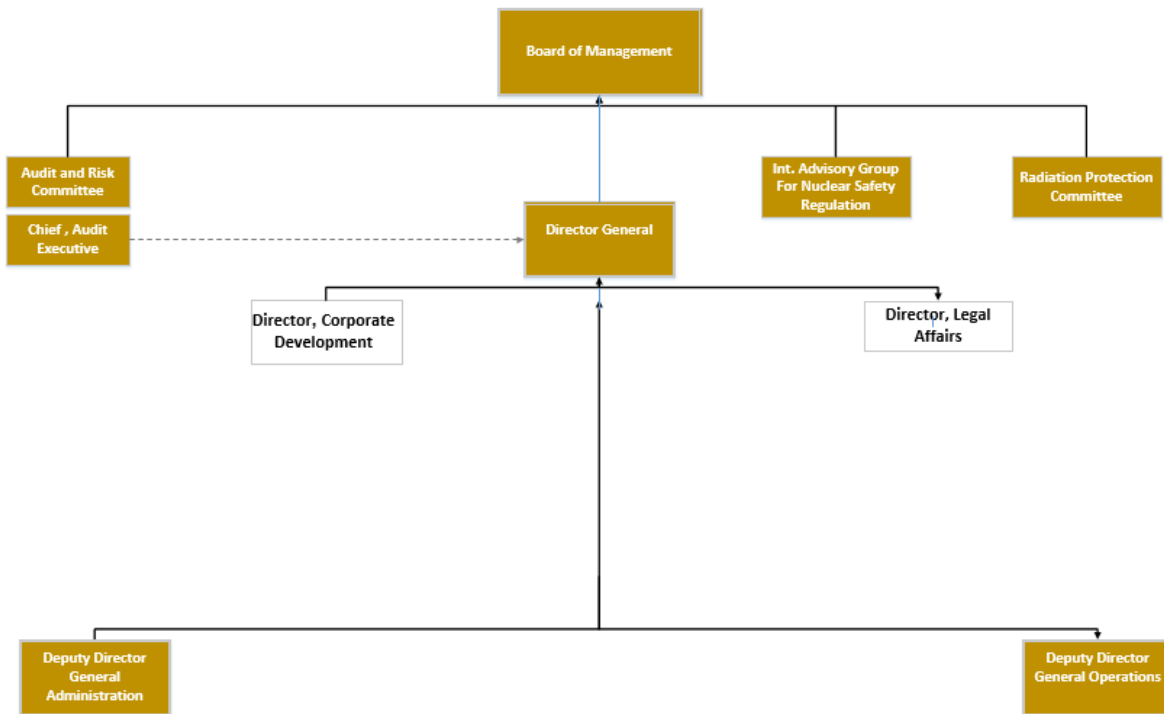 Board of Management
Audit and Risk
Committee
Int. Advisory Group
For Nuclear Safety
Regulation
Radiation Protection
Committee
Chief , Audit
Executive
Director General
Director, Corporate
Development
Director, Legal
Affairs
Deputy Director
General
Administration
Deputy Director
General Operations